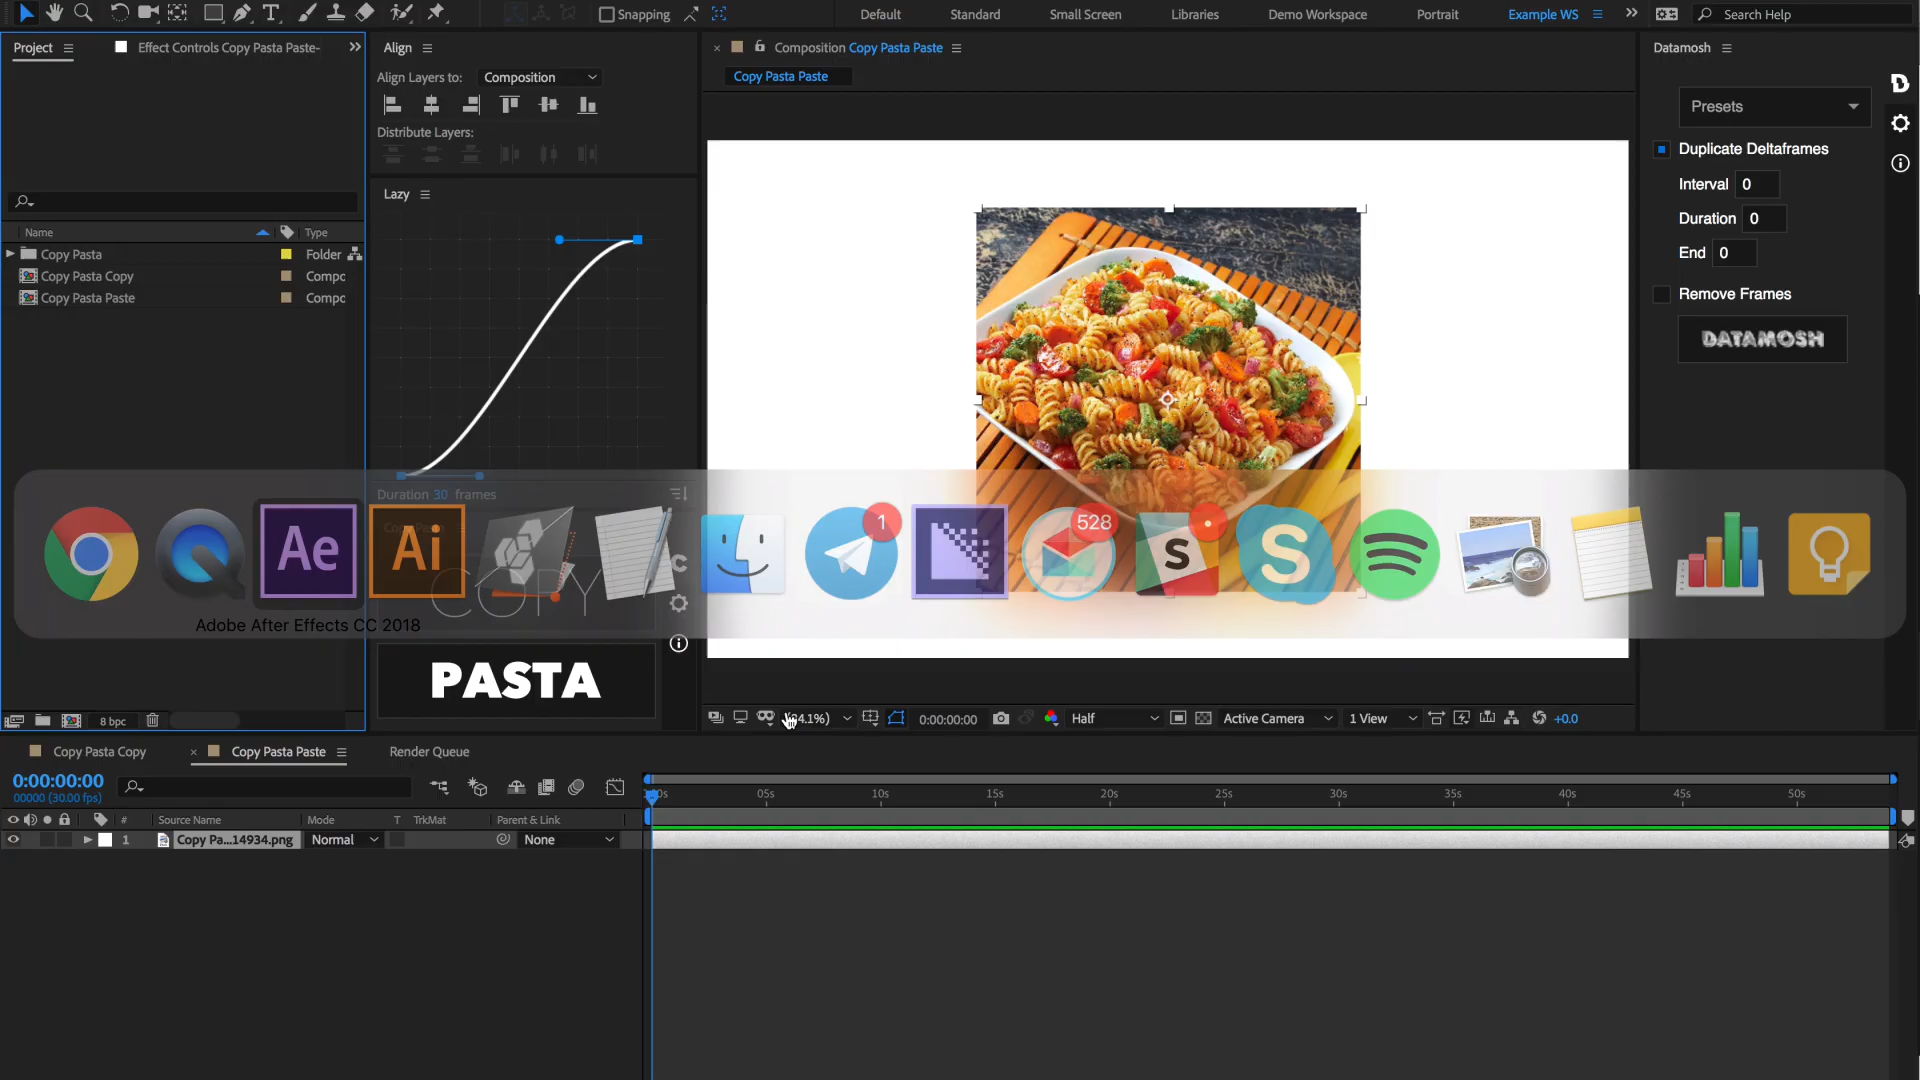 Snapping
Default
Standard
Small Screen
Libraries
Demo Workspace
Portrait
Example WS
Search Help
Project
Effect Controls Copy Pasta Paste-
Align
Composition Copy Pasta Paste
Datamosh
Align Layers to:
Composition
Copy Pasta Paste
Presets
Distribute Layers:
Duplicate Deltaframes
Interval 0
Lazy
Duration 0
Name
Type
End 0
Copy Pasta
Folder
Copy Pasta Copy
Compo
Remove Frames
Copy Pasta Paste
Compo
DATAMOSH
Duration 30 frames
1
528
Ae
Ai
S
S
COPY
Adobe After Effects CC 2018
PASTA
8 bpc
4.1%)
0:00:00:00
Half
Active Camera
1 View
+0.0
Copy Pasta Copy
Copy Pasta Paste
Render Queue
0:00:00:00
00000 (30.00 fps)
05s
10s
15s
20s
25s
30s
35s
40s
45s
50s
#
Source Name
Mode
T
TrkMat
Parent & Link
1
Copy Pa...14934.png
Normal
None